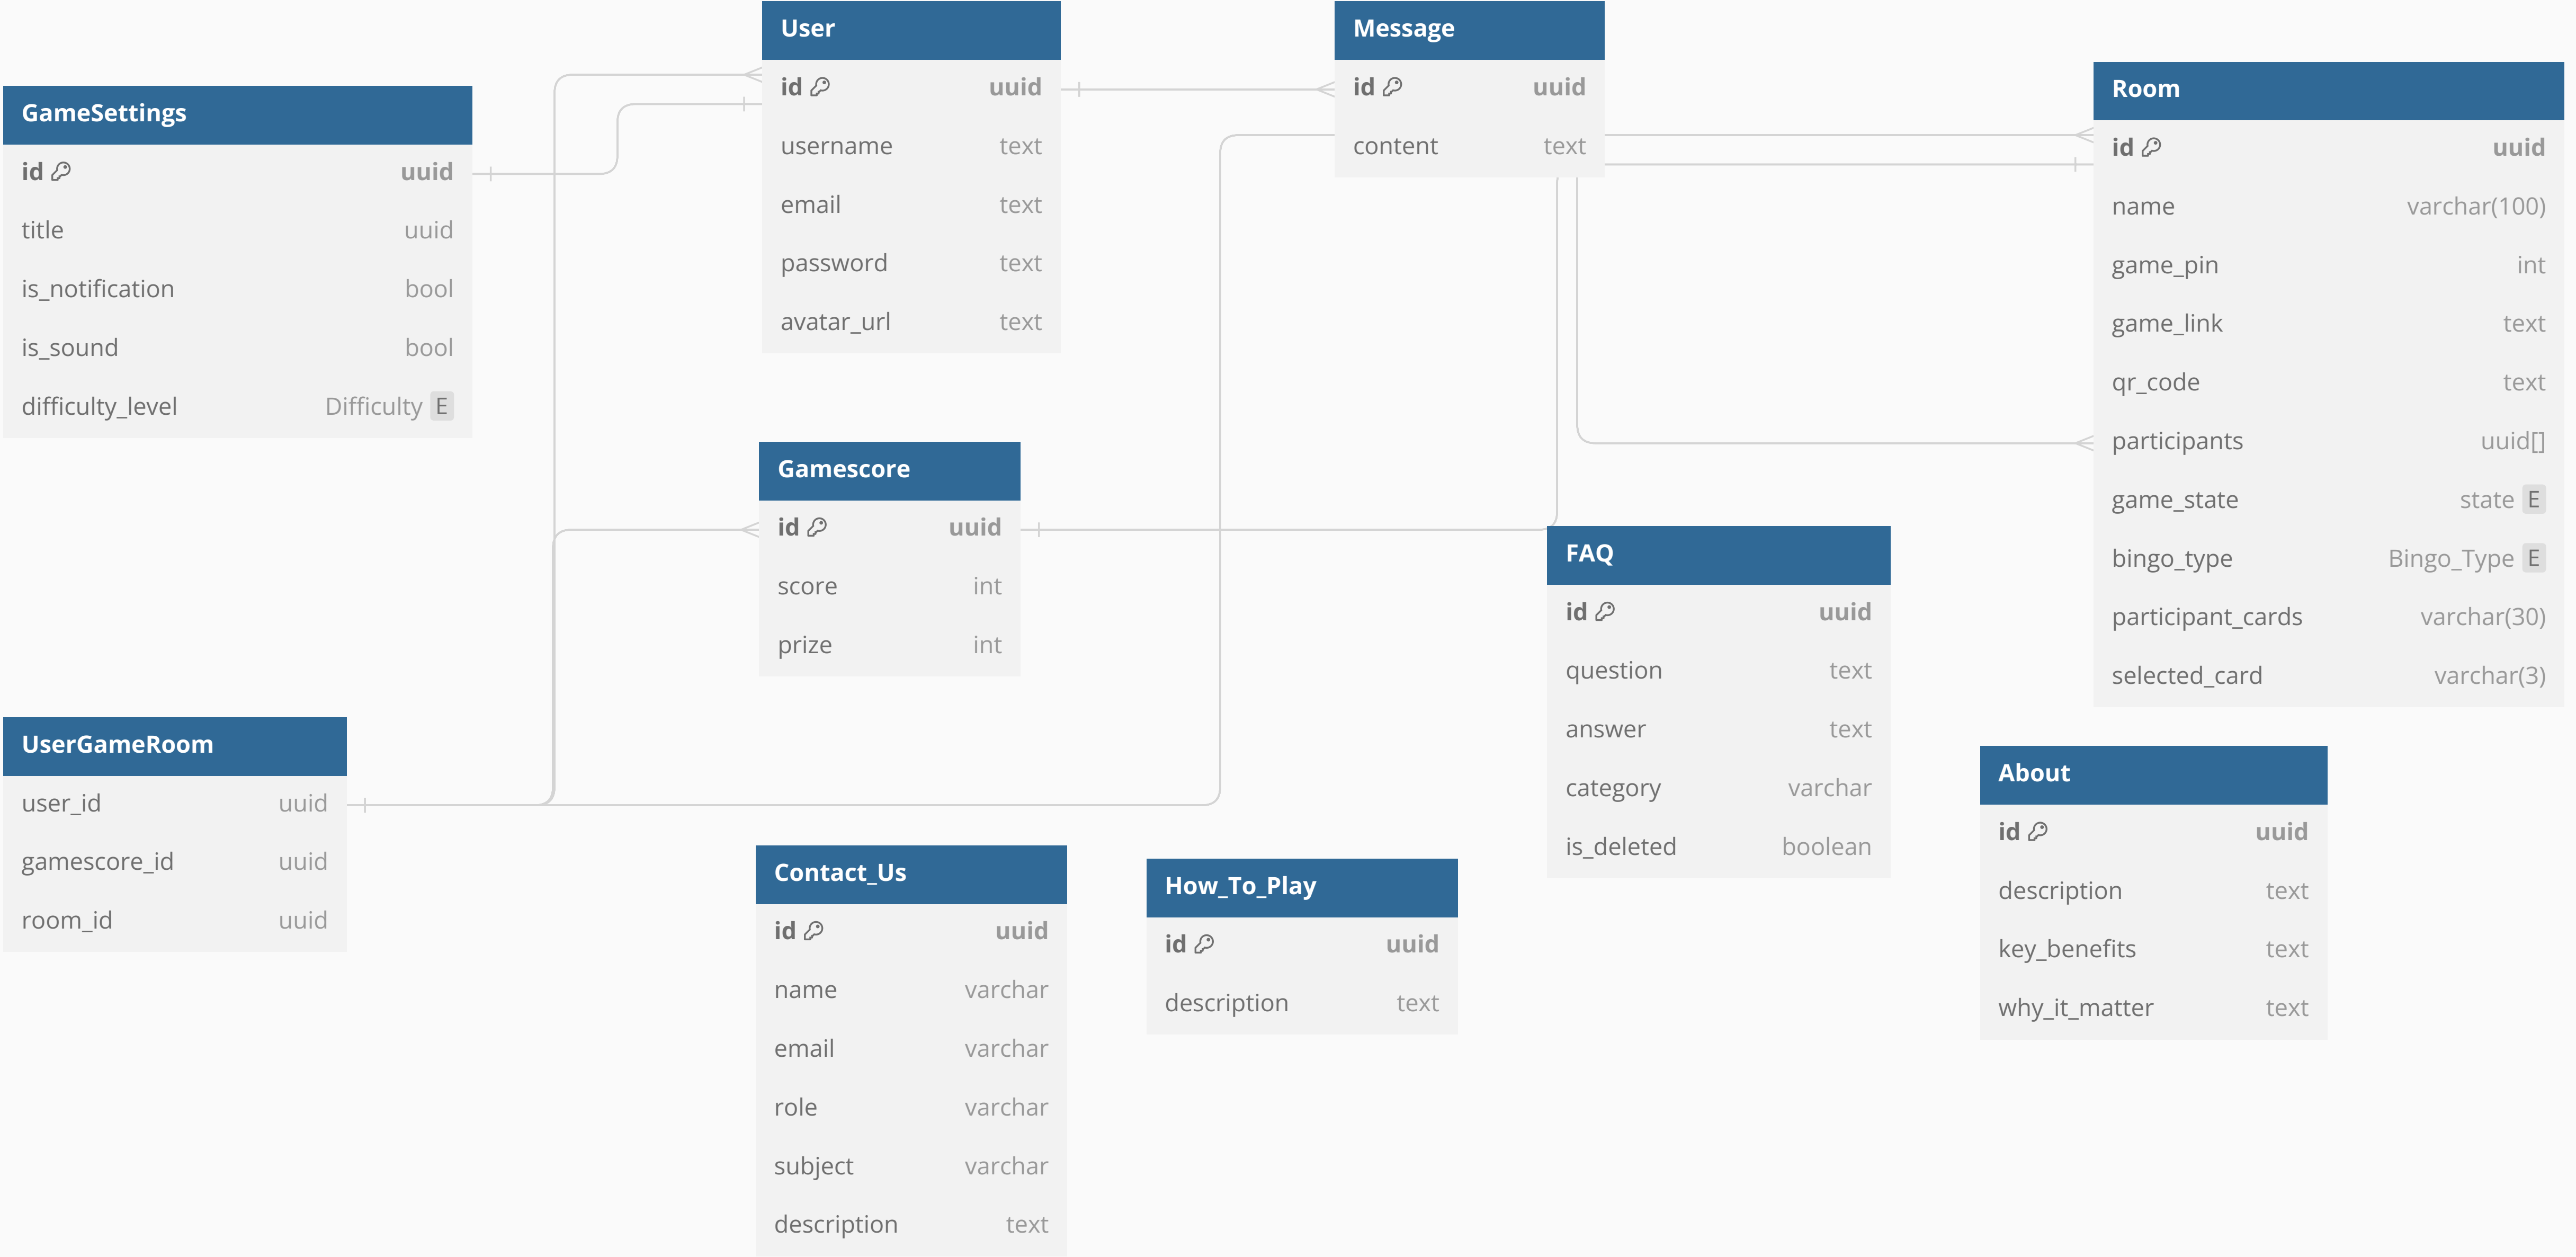 User
id uuid
username text
email text
password text
avatar_url text
Message
id uuid
content text
Room
id uuid
name varchar(100)
game_pin int
game_link text
qr_code text
participants uuid[]
game_state state E
bingo_type Bingo_Type E
participant_cards varchar(30)
selected_card varchar(3)
GameSettings
id uuid
title uuid
is_notification bool
is_sound bool
difficulty_level Difficulty E
Gamescore
id uuid
score int
prize int
FAQ
id uuid
question text
answer text
category varchar
is_deleted boolean
UserGameRoom
user_id uuid
gamescore_id uuid
room_id uuid
About
id uuid
description text
key_benefits text
why_it_matter text
Contact_Us
id uuid
name varchar
email varchar
role varchar
subject varchar
description text
How_To_Play
id uuid
description text